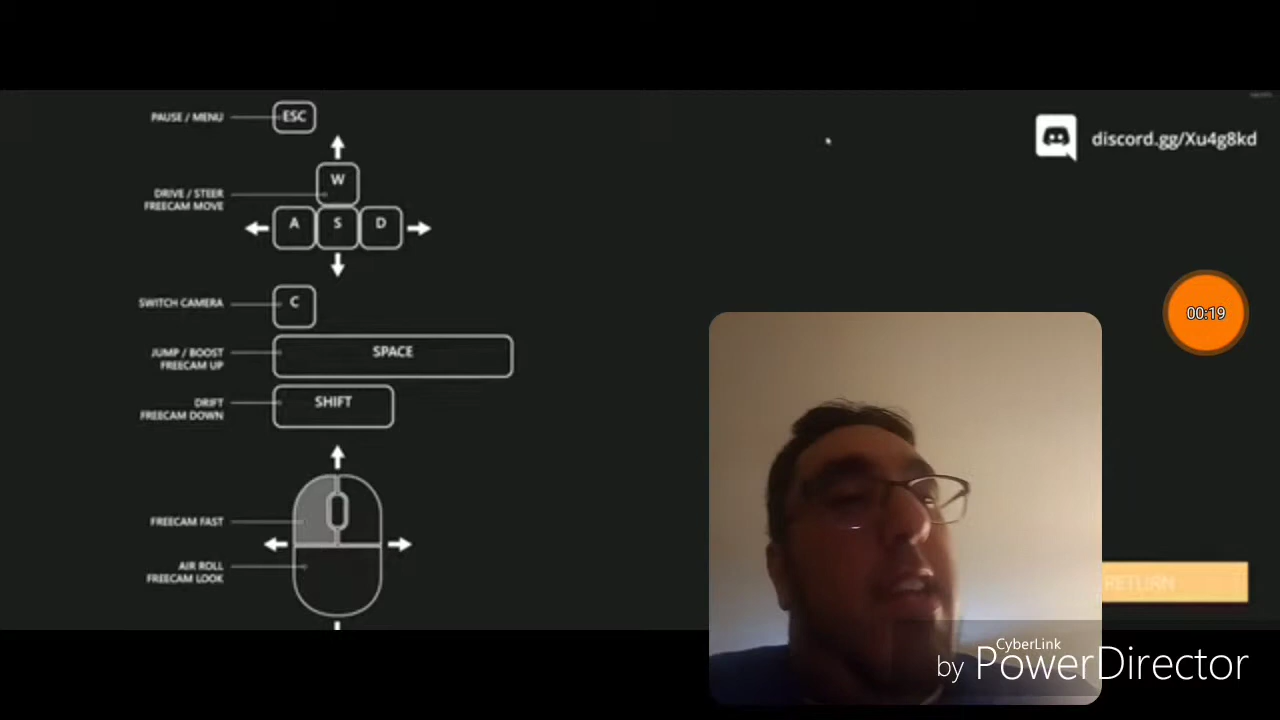 PAUSE / MENU
ESC
W
DRIVE / STEER
FREECAM MOVE
A
S
D
SWITCH CAMERA
C
JUMP / BOOST
FREECAM UP
SPACE
DRIFT
FREECAM DOWN
SHIFT
FREECAM FAST
AIR ROLL
FREECAM LOOK
discord.gg/Xu4g8kd
00:19
RETURN
CyberLink
by PowerDirector